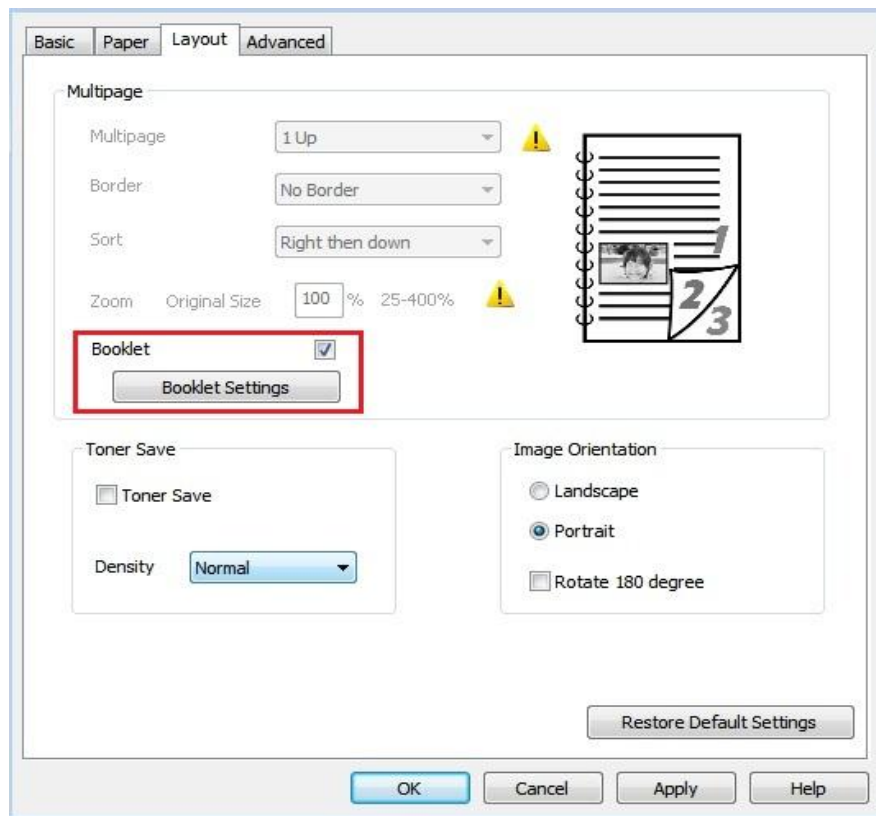 Basic Paper Layout Advanced
Multipage
Multipage 1 Up
Border No Border
Sort Right then down
Zoom Original Size 100 % 25-400%
Booklet
Booklet Settings
1
2
3
Toner Save
Toner Save
Density Normal
Image Orientation
Landscape
Portrait
Rotate 180 degree
Restore Default Settings
OK Cancel Apply Help